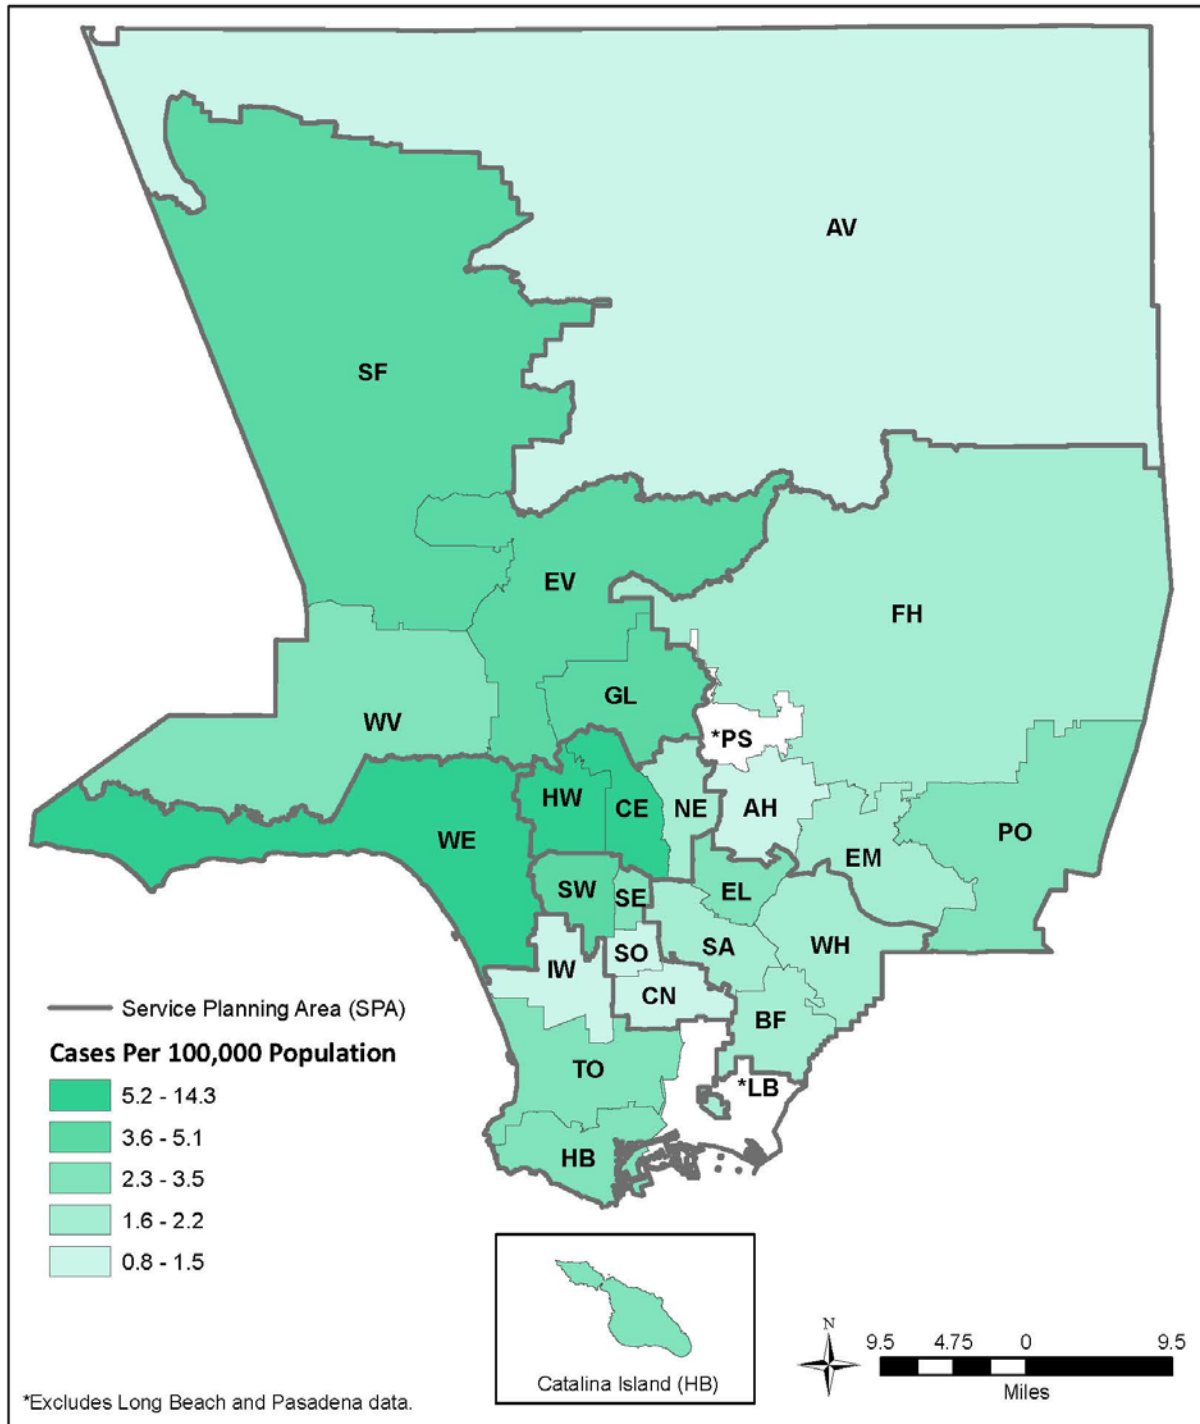 AV
SF
EV
FH
GL
WV
*PS
HW
CE
NE
AH
PO
WE
EM
SW
SE
EL
SA
WH
SO
IW
CN
BF
TO
*LB
HB
Service Planning Area (SPA)
Cases Per 100,000 Population
5.2 - 14.3
3.6 - 5.1
2.3 - 3.5
1.6 - 2.2
0.8 - 1.5
Catalina Island (HB)
N
9.5 4.75 0 9.5
Miles
*Excludes Long Beach and Pasadena data.